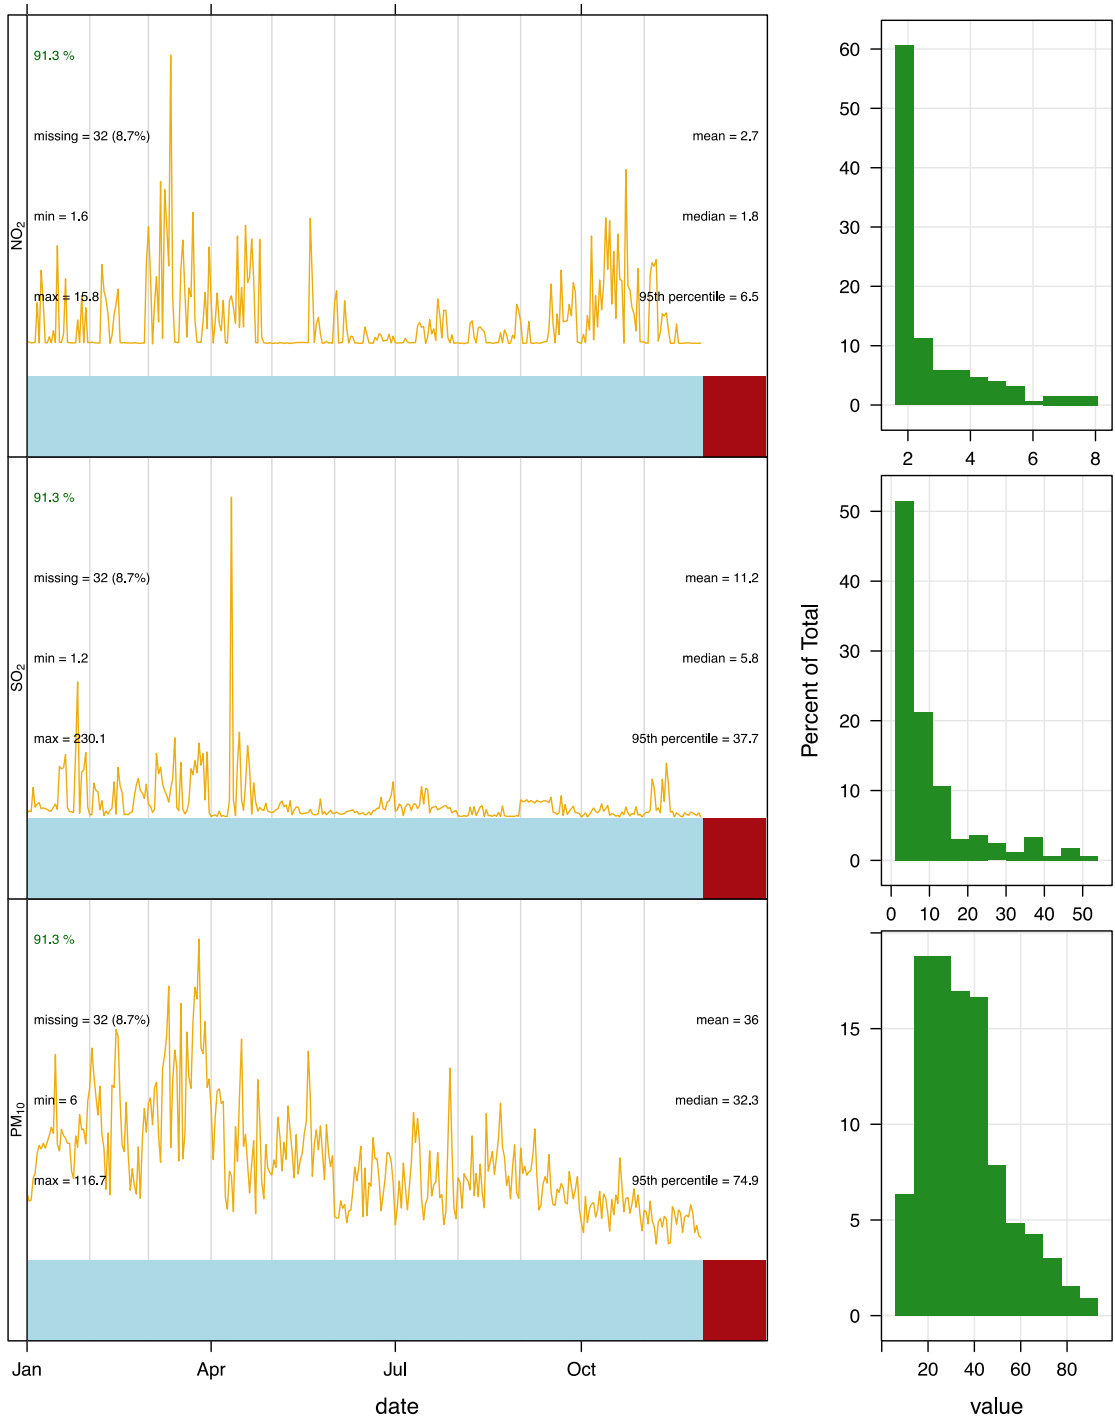 NO₂
91.3 %
missing = 32 (8.7%)
min = 1.6
max = 15.8
mean = 2.7
median = 1.8
95th percentile = 6.5
SO₂
91.3 %
missing = 32 (8.7%)
min = 1.2
max = 230.1
mean = 11.2
median = 5.8
95th percentile = 37.7
PM₁₀
91.3 %
missing = 32 (8.7%)
min = 6
max = 116.7
mean = 36
median = 32.3
95th percentile = 74.9
Jan Apr Jul Oct
date
Percent of Total
60
50
40
30
20
10
0
2 4 6 8
50
40
30
20
10
0
0 10 20 30 40 50
15
10
5
0
20 40 60 80
value